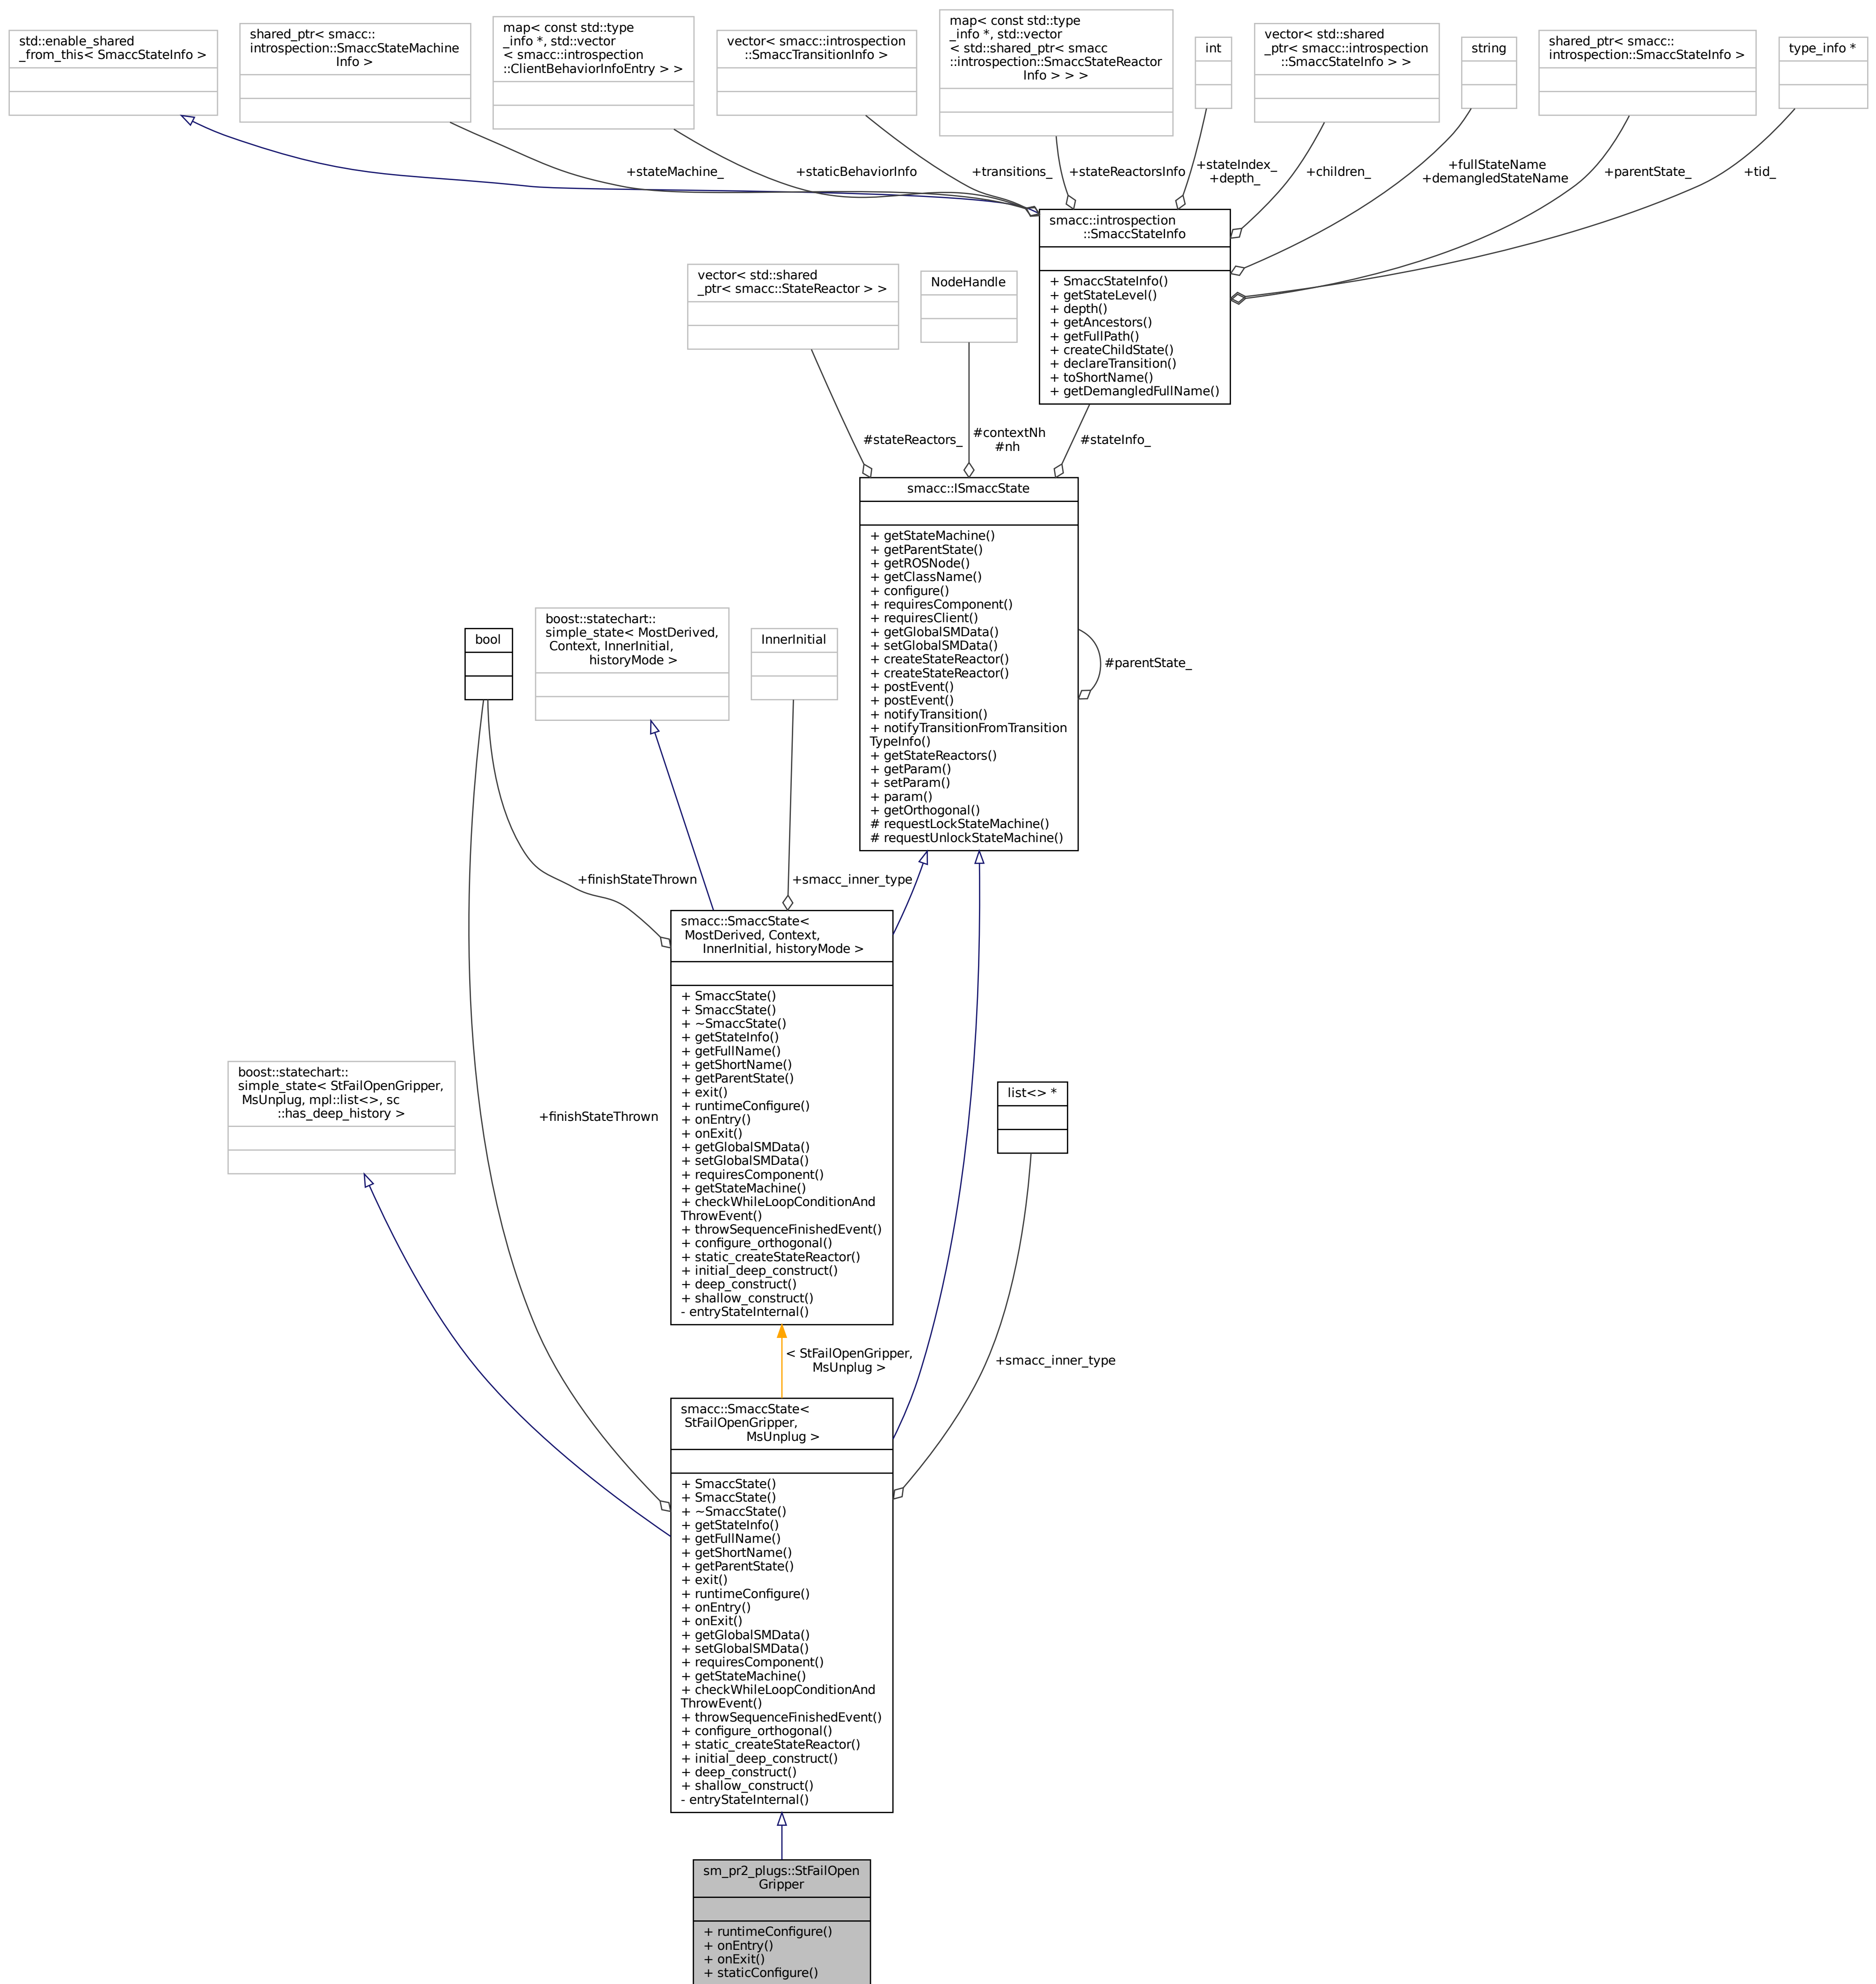 std::enable_shared
_from_this< SmaccStateInfo >
shared_ptr< smacc::
introspection::SmaccStateMachine
Info >
map< const std::type
_info *, std::vector
< smacc::introspection
::ClientBehaviorInfoEntry > >
vector< smacc::introspection
::SmaccTransitionInfo >
map< const std::type
_info *, std::vector
< std::shared_ptr< smacc
::introspection::SmaccStateReactor
Info > > >
int
vector< std::shared
_ptr< smacc::introspection
::SmaccStateInfo > >
string
shared_ptr< smacc::
introspection::SmaccStateInfo >
type_info *
+stateMachine_
+staticBehaviorInfo
+transitions_
+stateReactorsInfo
+stateIndex_
+depth_
+children_
+fullStateName
+demangledStateName
+parentState_
+tid_
smacc::introspection
::SmaccStateInfo
+ SmaccStateInfo()
+ getStateLevel()
+ depth()
+ getAncestors()
+ getFullPath()
+ createChildState()
+ declareTransition()
+ toShortName()
+ getDemangledFullName()
vector< std::shared
_ptr< smacc::StateReactor > >
NodeHandle
#stateReactors_
#contextNh
#nh
#stateInfo_
smacc::ISmaccState
+ getStateMachine()
+ getParentState()
+ getROSNode()
+ getClassName()
+ configure()
+ requiresComponent()
+ requiresClient()
+ getGlobalSMData()
+ setGlobalSMData()
+ createStateReactor()
+ createStateReactor()
+ postEvent()
+ postEvent()
+ notifyTransition()
+ notifyTransitionFromTransition
TypeInfo()
+ getStateReactors()
+ getParam()
+ setParam()
+ param()
+ getOrthogonal()
# requestLockStateMachine()
# requestUnlockStateMachine()
#parentState_
bool
boost::statechart::
simple_state< MostDerived,
Context, InnerInitial,
historyMode >
InnerInitial
+finishStateThrown
+smacc_inner_type
smacc::SmaccState<
MostDerived, Context,
InnerInitial, historyMode >
+ SmaccState()
+ SmaccState()
+ ~SmaccState()
+ getStateInfo()
+ getFullName()
+ getShortName()
+ getParentState()
+ exit()
+ runtimeConfigure()
+ onEntry()
+ onExit()
+ getGlobalSMData()
+ setGlobalSMData()
+ requiresComponent()
+ getStateMachine()
+ checkWhileLoopConditionAnd
ThrowEvent()
+ throwSequenceFinishedEvent()
+ configure_orthogonal()
+ static_createStateReactor()
+ initial_deep_construct()
+ deep_construct()
+ shallow_construct()
- entryStateInternal()
boost::statechart::
simple_state< StFailOpenGripper,
MsUnplug, mpl::list<>, sc
::has_deep_history >
+finishStateThrown
list<> *
< StFailOpenGripper,
MsUnplug >
+smacc_inner_type
smacc::SmaccState<
StFailOpenGripper,
MsUnplug >
+ SmaccState()
+ SmaccState()
+ ~SmaccState()
+ getStateInfo()
+ getFullName()
+ getShortName()
+ getParentState()
+ exit()
+ runtimeConfigure()
+ onEntry()
+ onExit()
+ getGlobalSMData()
+ setGlobalSMData()
+ requiresComponent()
+ getStateMachine()
+ checkWhileLoopConditionAnd
ThrowEvent()
+ throwSequenceFinishedEvent()
+ configure_orthogonal()
+ static_createStateReactor()
+ initial_deep_construct()
+ deep_construct()
+ shallow_construct()
- entryStateInternal()
sm_pr2_plugs::StFailOpen
Gripper
+ runtimeConfigure()
+ onEntry()
+ onExit()
+ staticConfigure()